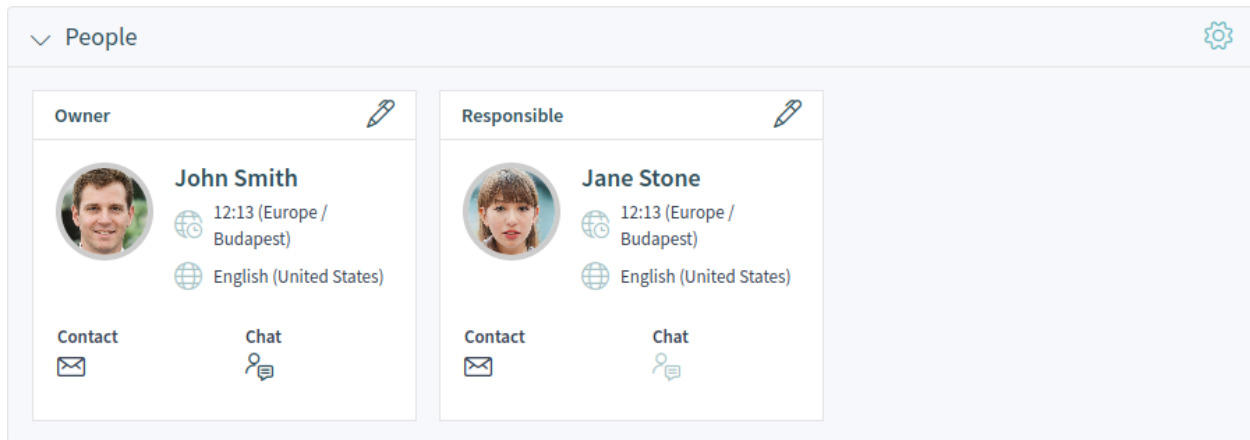 People
Owner
John Smith
12:13 (Europe /
Budapest)
English (United States)
Contact
Chat
Responsible
Jane Stone
12:13 (Europe /
Budapest)
English (United States)
Contact
Chat